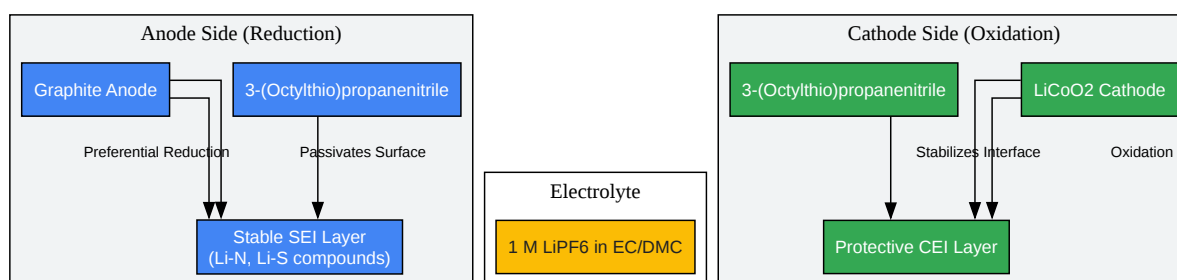 Anode Side (Reduction)
Graphite Anode
3-(Octylthio)propanenitrile
Preferential Reduction
Passivates Surface
Stable SEI Layer
(Li-N, Li-S compounds)
Electrolyte
1 M LiPF6 in EC/DMC
Cathode Side (Oxidation)
3-(Octylthio)propanenitrile
LiCoO2 Cathode
Stabilizes Interface
Oxidation
Protective CEI Layer